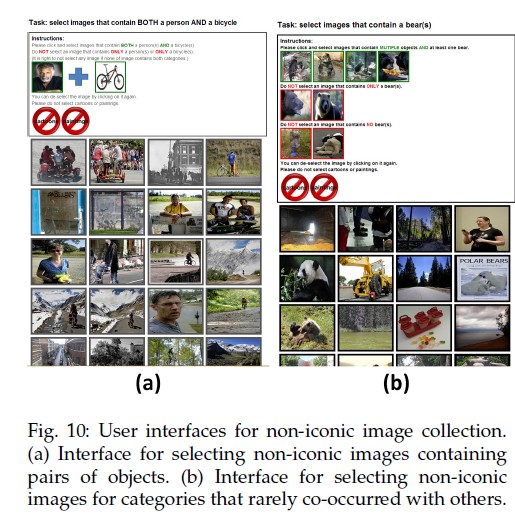 Task: select images that contain BOTH a person AND a bicycle
Instructions:
Please click and select images that contain BOTH a person(s) AND a bicycle(s)
Do NOT select an image that contains ONLY a person(s) or ONLY a bicycle(s).
(It is right to not select any image if none of image contains both categories.)
You can de-select the image by clicking on it again.
Please do not select cartoons or paintings.
cartoons paintings
(a)
Task: select images that contain a bear(s)
Instructions:
Please click and select images that contain MUTIPLE objects AND at least one bear.
Do NOT select an image that contains ONLY a bear(s).
Do NOT select an image that contains NO bear(s).
You can de-select the image by clicking on it again.
Please do not select cartoons or paintings.
cartoons paintings
POLAR BEARS
(b)
Fig. 10: User interfaces for non-iconic image collection.
(a) Interface for selecting non-iconic images containing
pairs of objects. (b) Interface for selecting non-iconic
images for categories that rarely co-occurred with others.